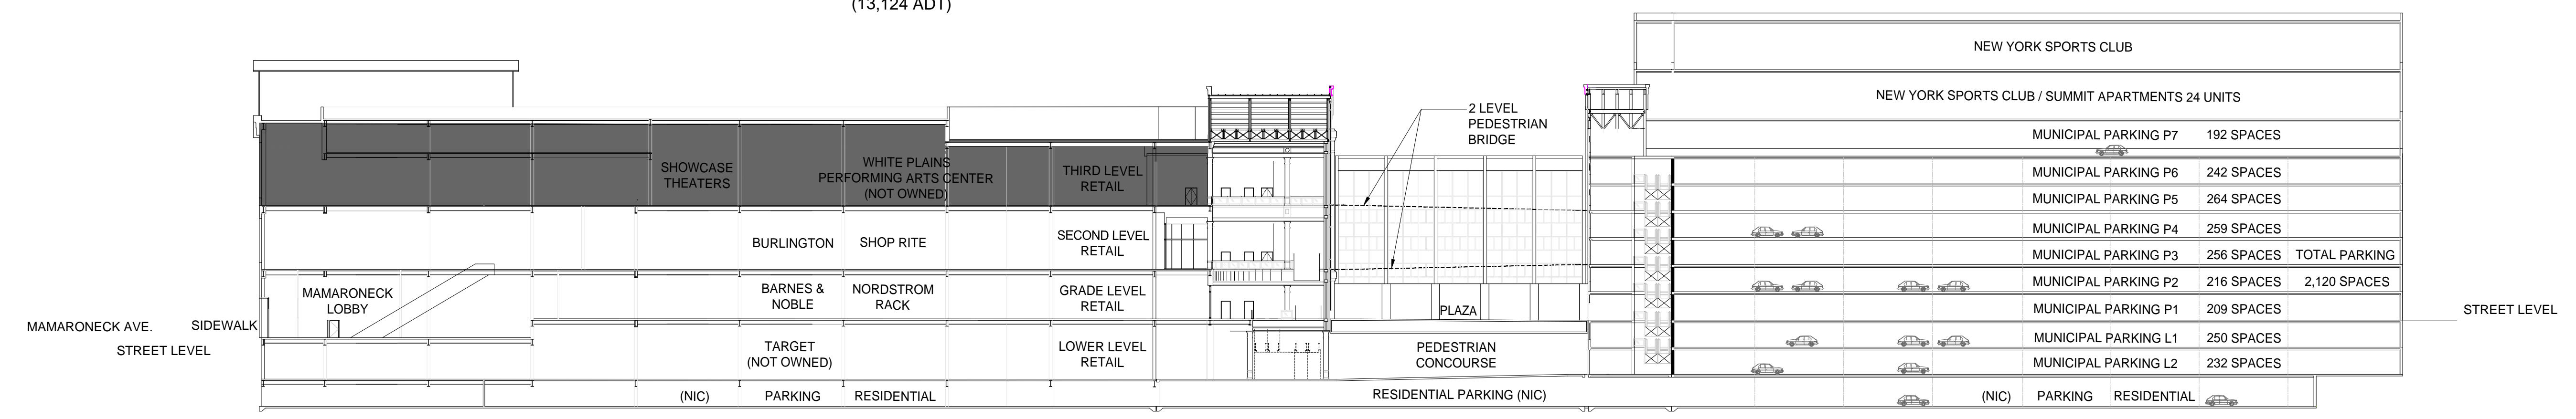 (13,124 ADT)
NEW YORK SPORTS CLUB
NEW YORK SPORTS CLUB / SUMMIT APARTMENTS 24 UNITS
2 LEVEL
PEDESTRIAN
BRIDGE
MUNICIPAL PARKING P7 192 SPACES
SHOWCASE
THEATERS
WHITE PLAINS
PERFORMING ARTS CENTER
(NOT OWNED)
THIRD LEVEL
RETAIL
MUNICIPAL PARKING P6 242 SPACES
MUNICIPAL PARKING P5 264 SPACES
BURLINGTON
SHOP RITE
SECOND LEVEL
RETAIL
MUNICIPAL PARKING P4 259 SPACES
MUNICIPAL PARKING P3 256 SPACES TOTAL PARKING
MUNICIPAL PARKING P2 216 SPACES 2,120 SPACES
MAMARONECK
LOBBY
BARNES &
NOBLE
NORDSTROM
RACK
GRADE LEVEL
RETAIL
PLAZA
MUNICIPAL PARKING P1 209 SPACES
STREET LEVEL
MAMARONECK AVE.
SIDEWALK
STREET LEVEL
TARGET
(NOT OWNED)
LOWER LEVEL
RETAIL
PEDESTRIAN
CONCOURSE
MUNICIPAL PARKING L1 250 SPACES
MUNICIPAL PARKING L2 232 SPACES
(NIC) PARKING RESIDENTIAL
RESIDENTIAL PARKING (NIC)
(NIC) PARKING RESIDENTIAL